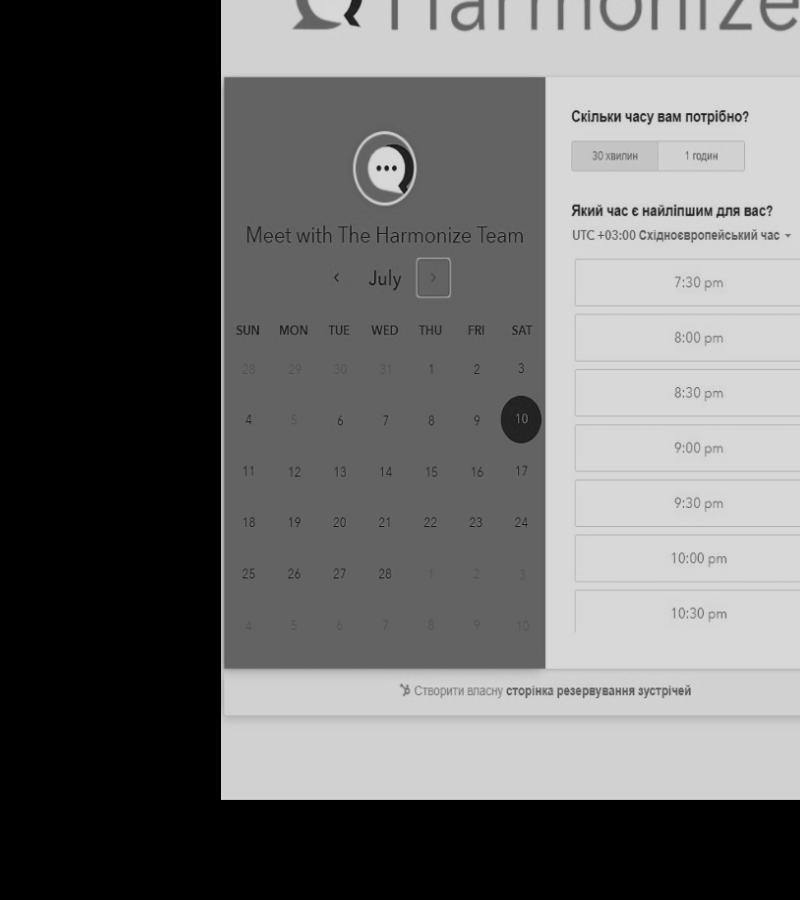 Harmonize
Meet with The Harmonize Team
July
SUN MON TUE WED THU FRI SAT
28 29 30 31 1 2 3
4 5 6 7 8 9 10
11 12 13 14 15 16 17
18 19 20 21 22 23 24
25 26 27 28 1 2 3
4 5 6 7 8 9 10
Скільки часу вам потрібно?
30 хвилин 1 годин
Який час є найліпшим для вас?
UTC +03:00 Східноєвропейський час
7:30 pm
8:00 pm
8:30 pm
9:00 pm
9:30 pm
10:00 pm
10:30 pm
Створити власну сторінка резервування зустрічей